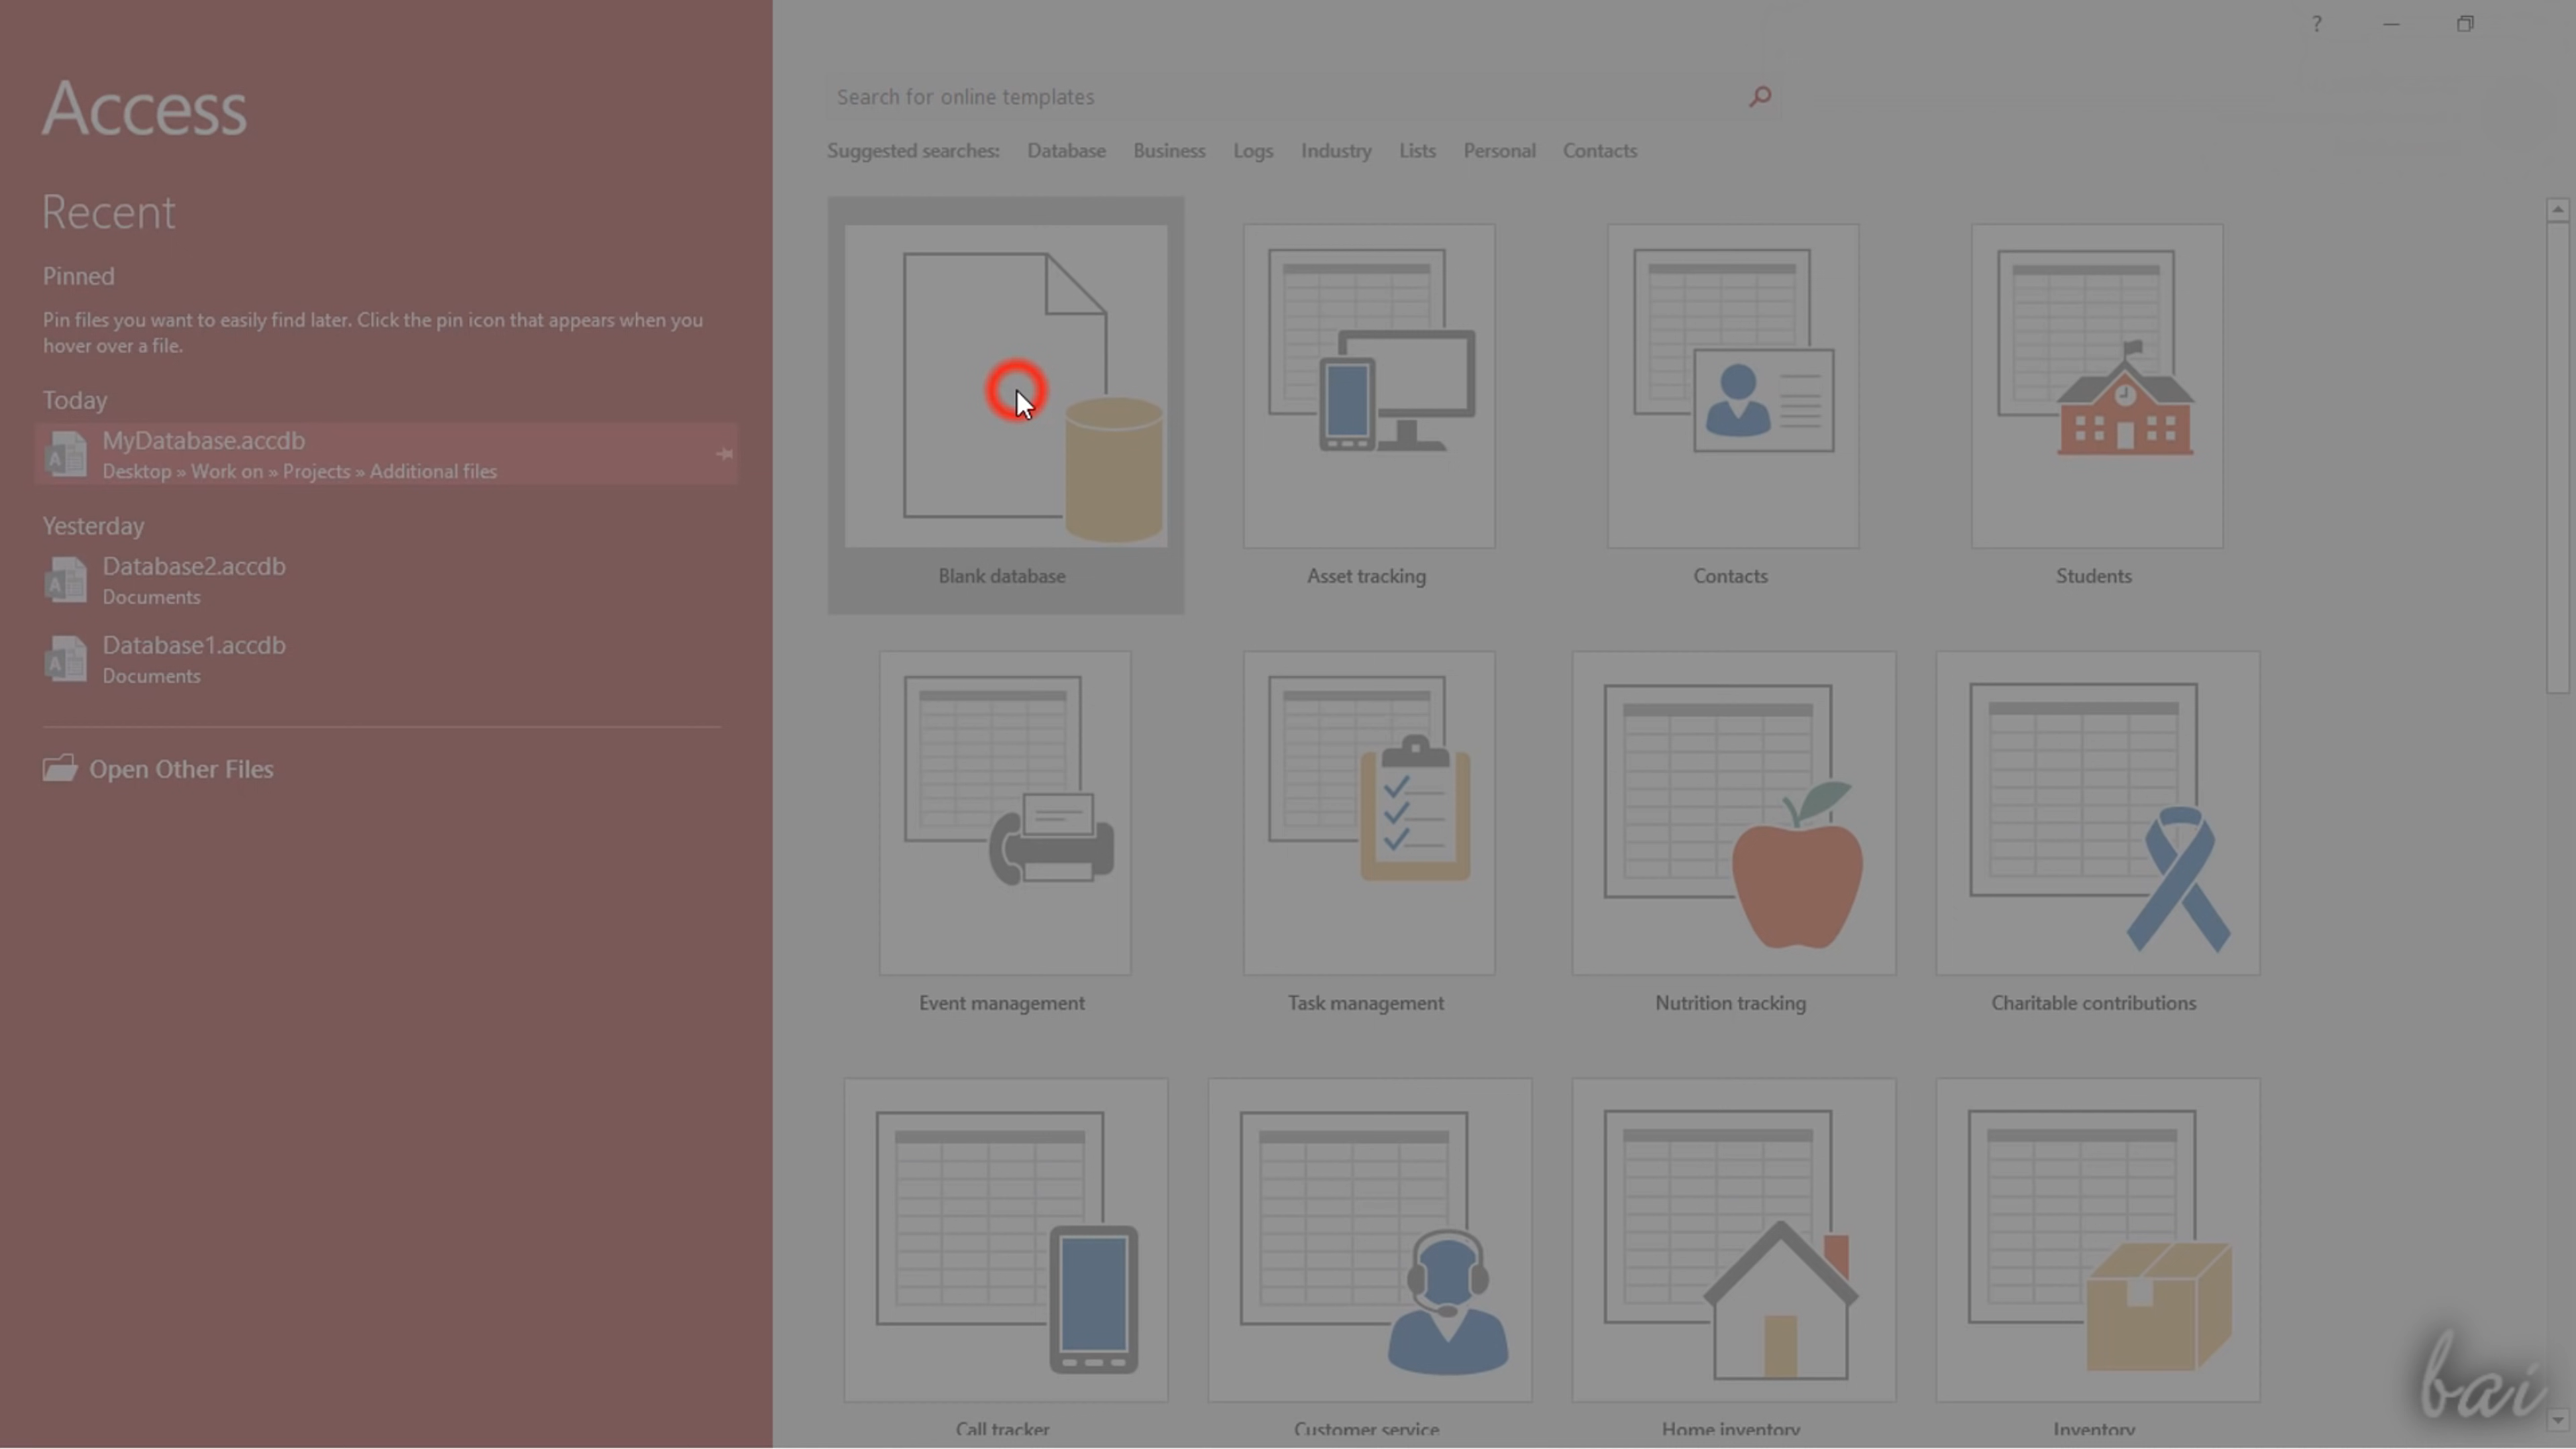 ?
Access
Search for online templates
Suggested searches: Database Business Logs Industry Lists Personal Contacts
Recent
Pinned
Pin files you want to easily find later. Click the pin icon that appears when you
hover over a file.
Today
MyDatabase.accdb
Desktop » Work on » Projects » Additional files
Yesterday
Database2.accdb
Documents
Database1.accdb
Documents
Open Other Files
Blank database Asset tracking Contacts Students
Event management Task management Nutrition tracking Charitable contributions
Call tracker Customer service Home inventory Inventory
bai